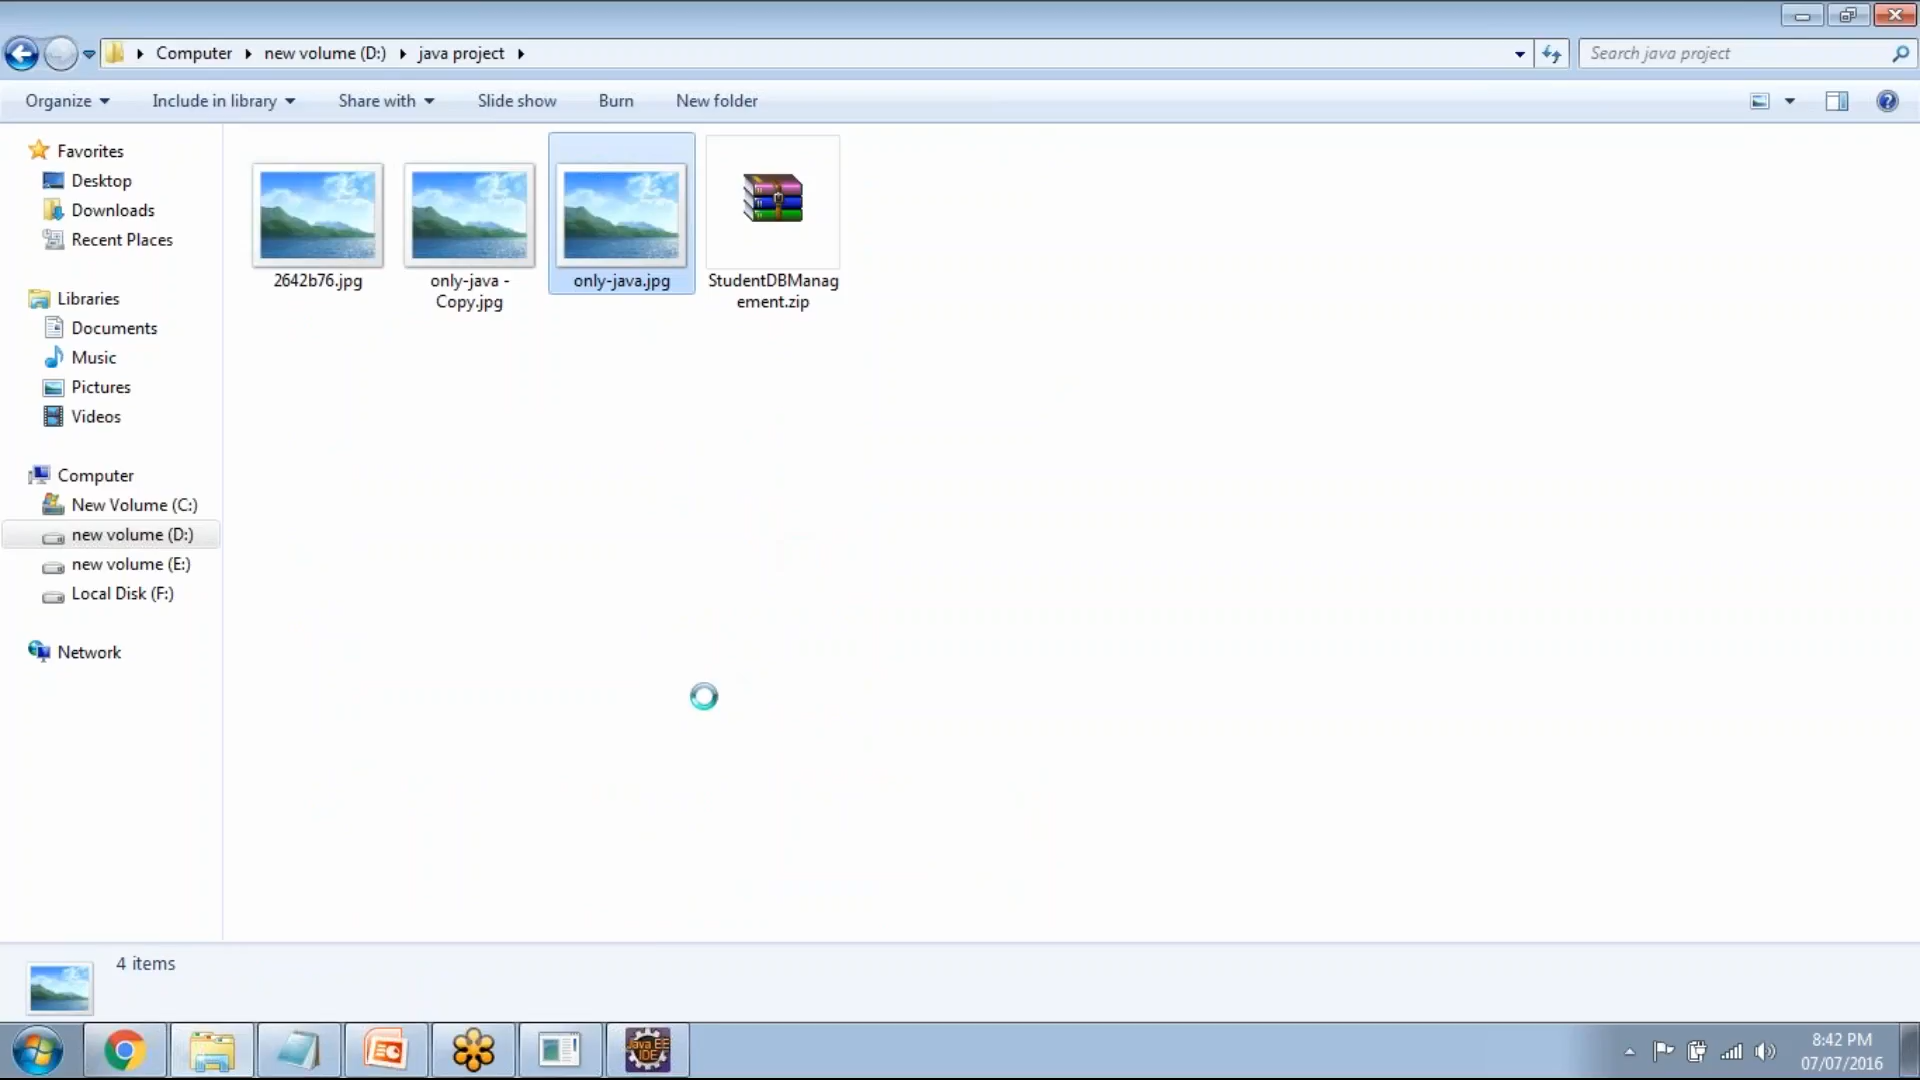 Computer new volume (D:) java project
Search java project
Organize Include in library Share with Slide show Burn New folder
Favorites
Desktop
Downloads
Recent Places
Libraries
Documents
Music
Pictures
Videos
Computer
New Volume (C:)
new volume (D:)
new volume (E:)
Local Disk (F:)
Network
2642b76.jpg
only-java -
Copy.jpg
only-java.jpg
StudentDBManag
ement.zip
4 items
Java EE
IDE
8:42 PM
07/07/2016